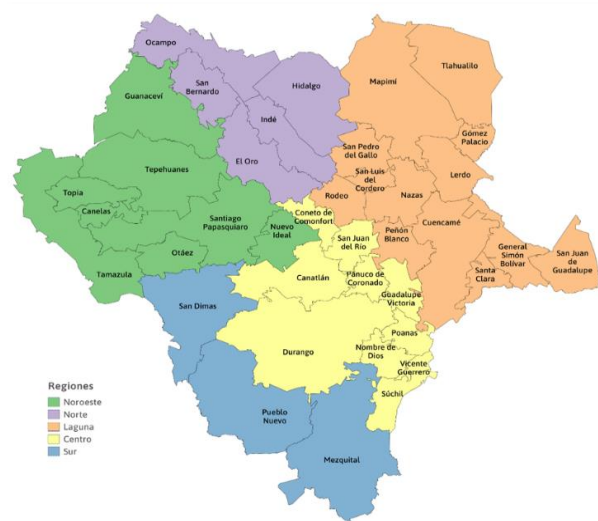 Ocampo
San
Bernardo
Hidalgo
Guanaceví
Indé
El Oro
Mapimí
Tlahualilo
Gómez
Palacio
San Pedro
del Gallo
San Luis
del
Cordero
Lerdo
Rodeo
Nazas
Tepehuanes
Topia
Canelas
Santiago
Papasquiaro
Nuevo
Ideal
Coneto de
Comonfort
San Juan
del Río
Peñón
Blanco
Cuencamé
General
Simón
Bolívar
San Juan
de
Guadalupe
Santa
Clara
Otáez
Tamazula
Canatlán
Pánuco de
Coronado
San Dimas
Guadalupe
Victoria
Poanas
Durango
Nombre de
Dios
Vicente
Guerrero
Súchil
Pueblo
Nuevo
Mezquital
Regiones
Noroeste
Norte
Laguna
Centro
Sur